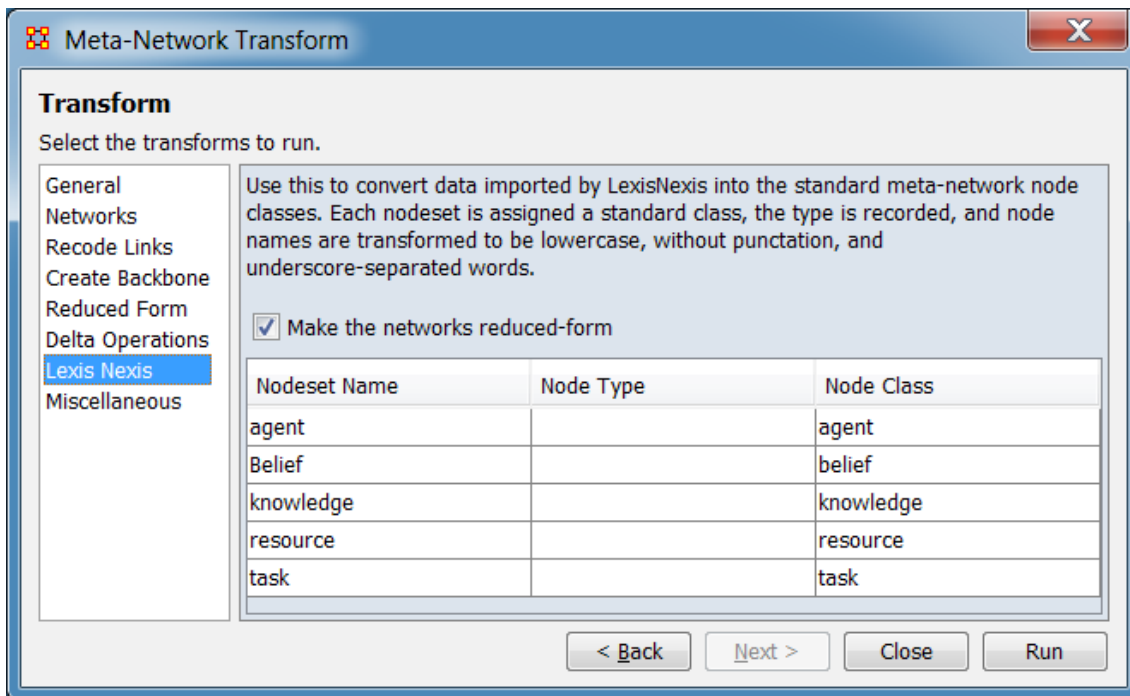 Meta-Network Transform
X
Transform
Select the transforms to run.
General
Networks
Recode Links
Create Backbone
Reduced Form
Delta Operations
Lexis Nexis
Miscellaneous
Use this to convert data imported by LexisNexis into the standard meta-network node
classes. Each nodeset is assigned a standard class, the type is recorded, and node
names are transformed to be lowercase, without punctation, and
underscore-separated words.
Make the networks reduced-form
Nodeset Name Node Type Node Class
agent agent
Belief belief
knowledge knowledge
resource resource
task task
< Back Next > Close Run